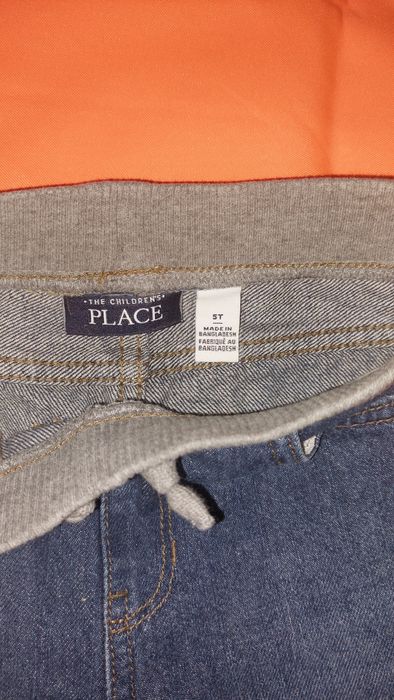 •THE CHILDREN'S•
PLACE
5T
MADE IN
BANGLADESH
FABRIQUÉ AU
BANGLADESH